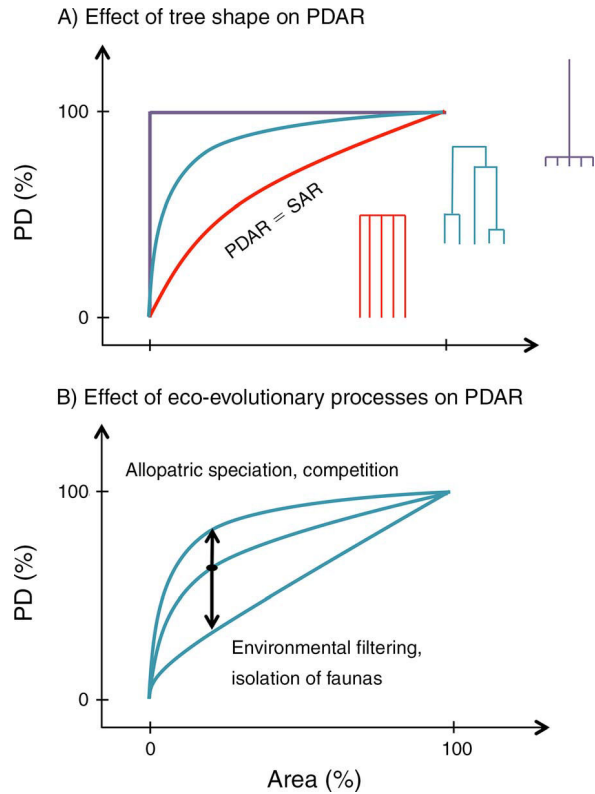 A) Effect of tree shape on PDAR
100
PD (%)
PDAR = SAR
0
B) Effect of eco-evolutionary processes on PDAR
Allopatric speciation, competition
100
PD (%)
Environmental filtering,
isolation of faunas
0
0
100
Area (%)